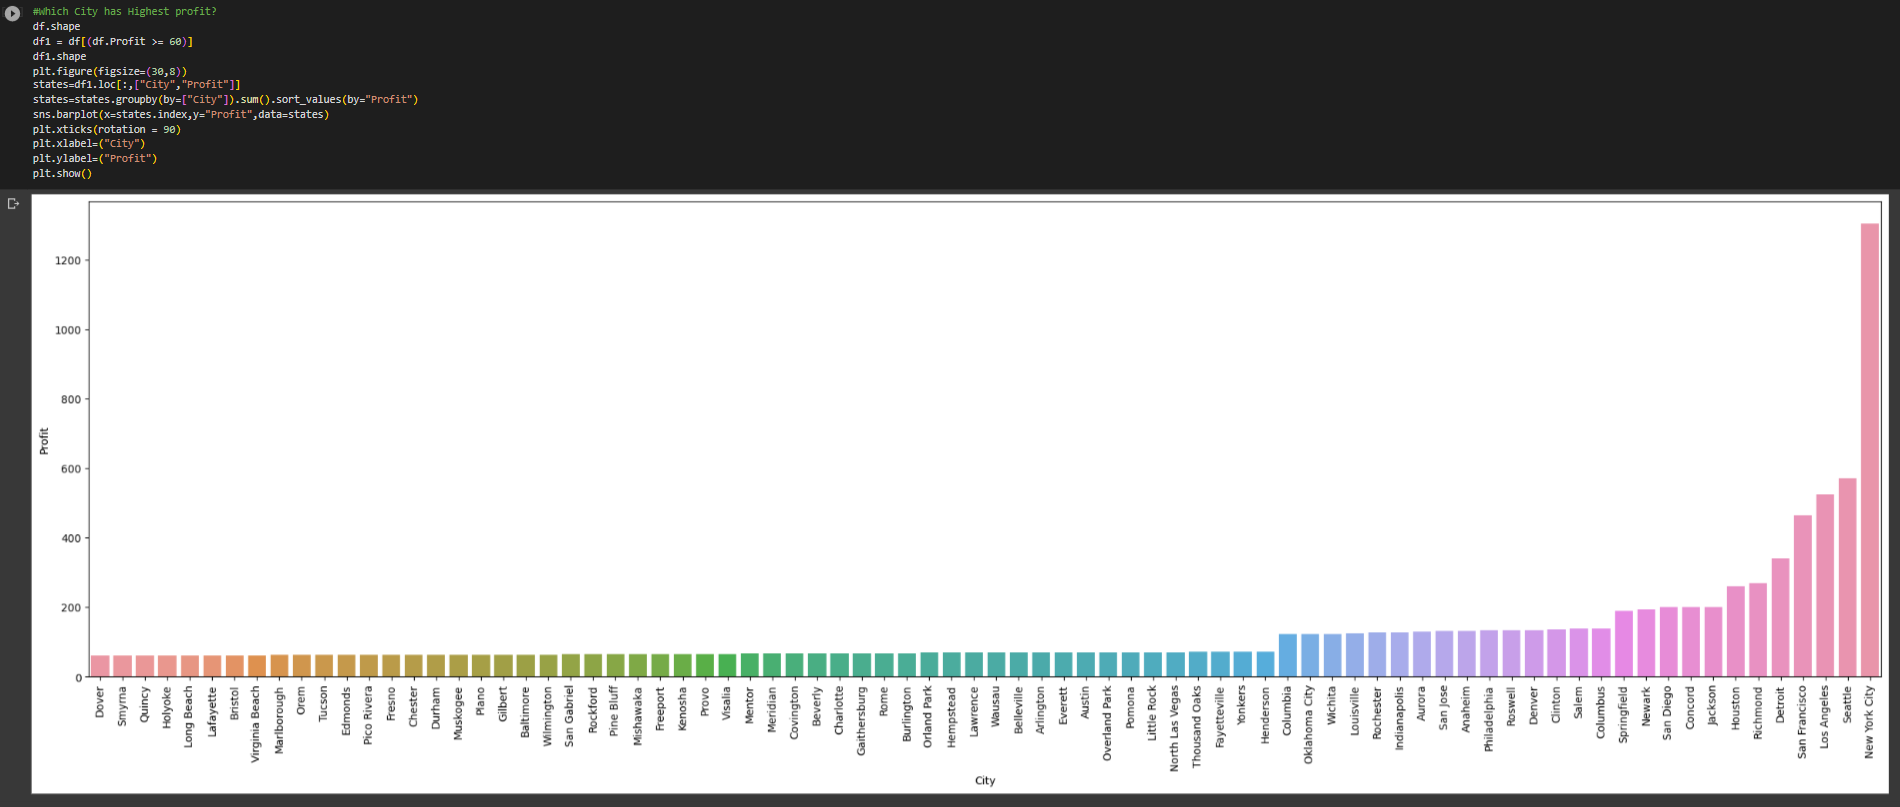 #Which City has Highest profit?
df.shape
df1 = df[(df.Profit >= 60)]
df1.shape
plt.figure(figsize=(30,8))
states=df1.loc[:,["City","Profit"]]
states=states.groupby(by=["City"]).sum().sort_values(by="Profit")
sns.barplot(x=states.index,y="Profit",data=states)
plt.xticks(rotation = 90)
plt.xlabel=("City")
plt.ylabel=("Profit")
plt.show()
1200
1000
800
600
400
200
0
Profit
Dover
Smyrna
Quincy
Holyoke
Long Beach
Lafayette
Bristol
Virginia Beach
Marlborough
Orem
Tucson
Edmonds
Pico Rivera
Fresno
Chester
Durham
Muskogee
Plano
Gilbert
Baltimore
Wilmington
San Gabriel
Rockford
Pine Bluff
Mishawaka
Freeport
Kenosha
Provo
Visalia
Mentor
Meridian
Covington
Beverly
Charlotte
Gaithersburg
Rome
Burlington
Orland Park
Hempstead
Lawrence
Wausau
Belleville
Arlington
Everett
Austin
Overland Park
Pomona
Little Rock
North Las Vegas
Thousand Oaks
Fayetteville
Yonkers
Henderson
Columbia
Oklahoma City
Wichita
Louisville
Rochester
Indianapolis
Aurora
San Jose
Anaheim
Philadelphia
Roswell
Denver
Clinton
Salem
Columbus
Springfield
Newark
San Diego
Concord
Jackson
Houston
Richmond
Detroit
San Francisco
Los Angeles
Seattle
New York City
City